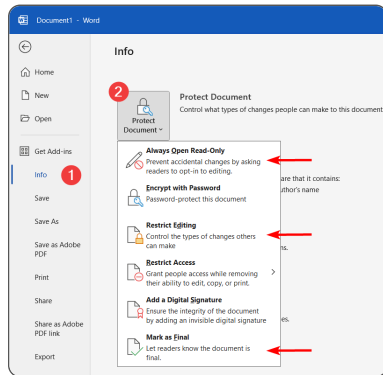 Document1 - Word
Info
Home
New
Open
Get Add-ins
Info
1
Save
Save As
Save as Adobe
PDF
Print
Share
Share as Adobe
PDF link
Export
2
Protect
Document
Protect Document
Control what types of changes people can make to this document
Always Open Read-Only
Prevent accidental changes by asking
readers to opt-in to editing.
Encrypt with Password
Password-protect this document
Restrict Editing
Control the types of changes others
can make
Restrict Access
Grant people access while removing
their ability to edit, copy, or print.
Add a Digital Signature
Ensure the integrity of the document
by adding an invisible digital signature
Mark as Final
Let readers know the document is
final.
are that it contains:
uthor's name
ns.
es.